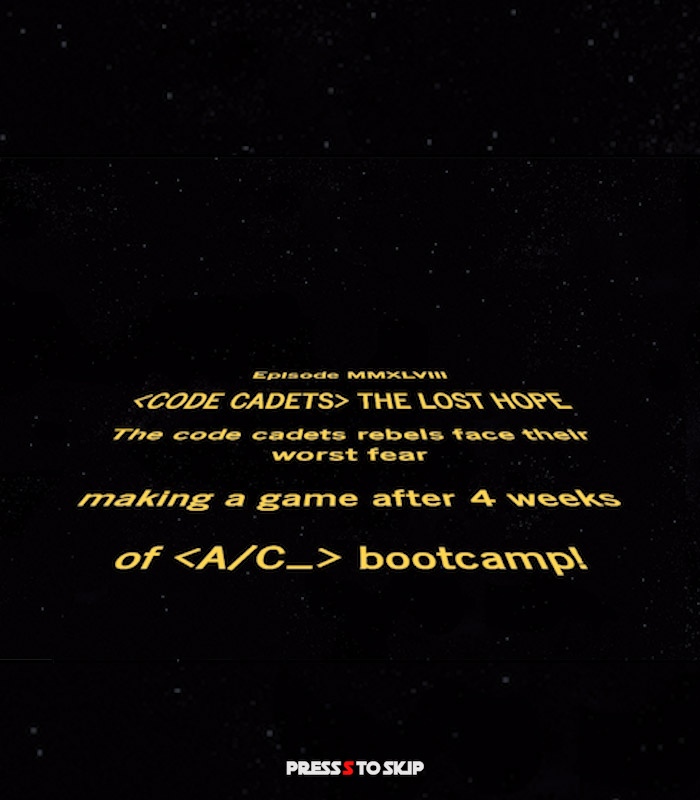 Episode MMXLVIII
<CODE CADETS> THE LOST HOPE
The code cadets rebels face their
worst fear
making a game after 4 weeks
of <A/C_> bootcamp!
PRESS S TO SKIP